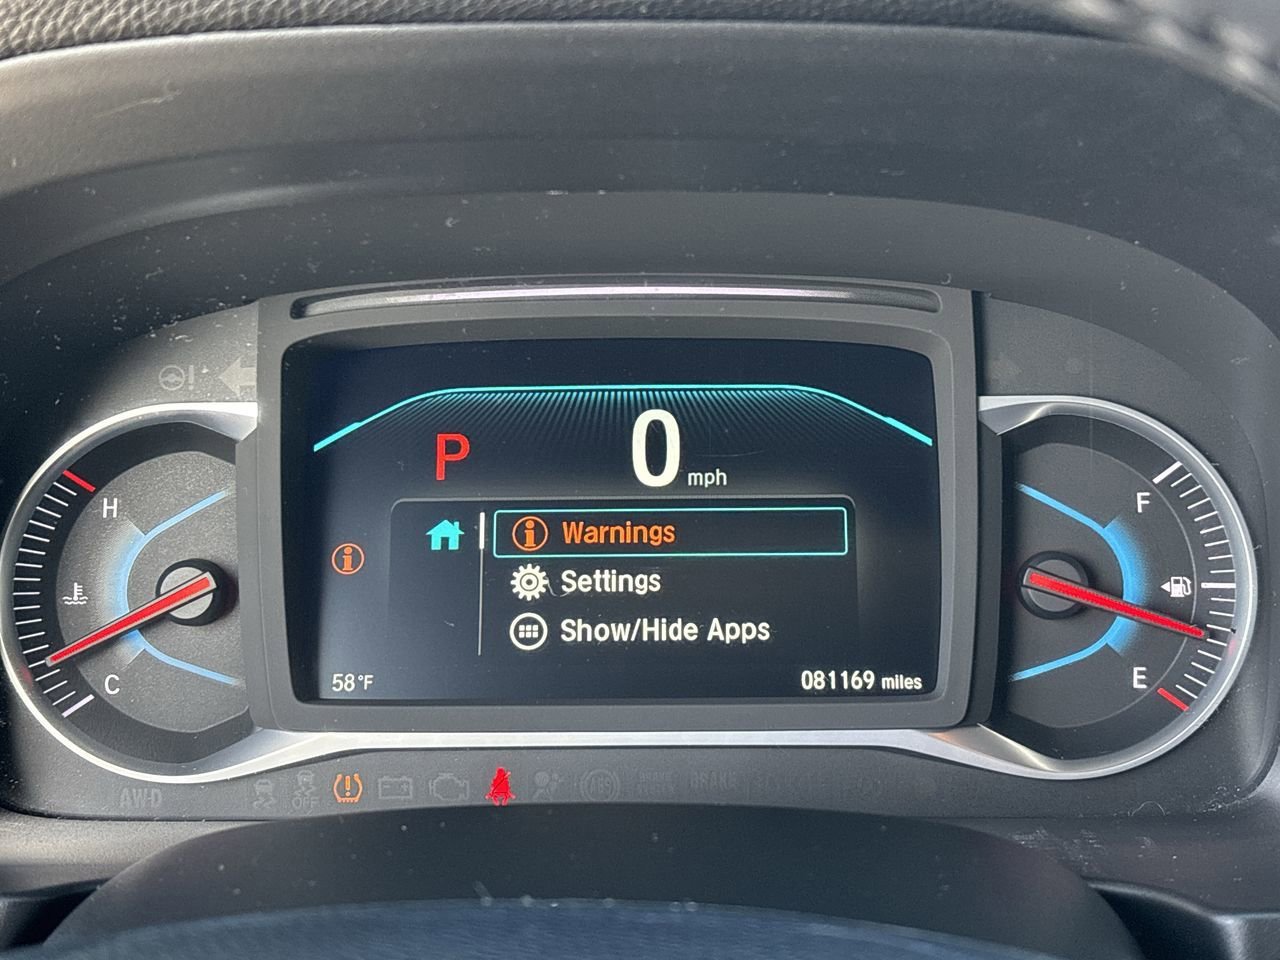 P
0 mph
H
F
Warnings
Settings
Show/Hide Apps
C
E
58°F
081169 miles
AWD
OFF